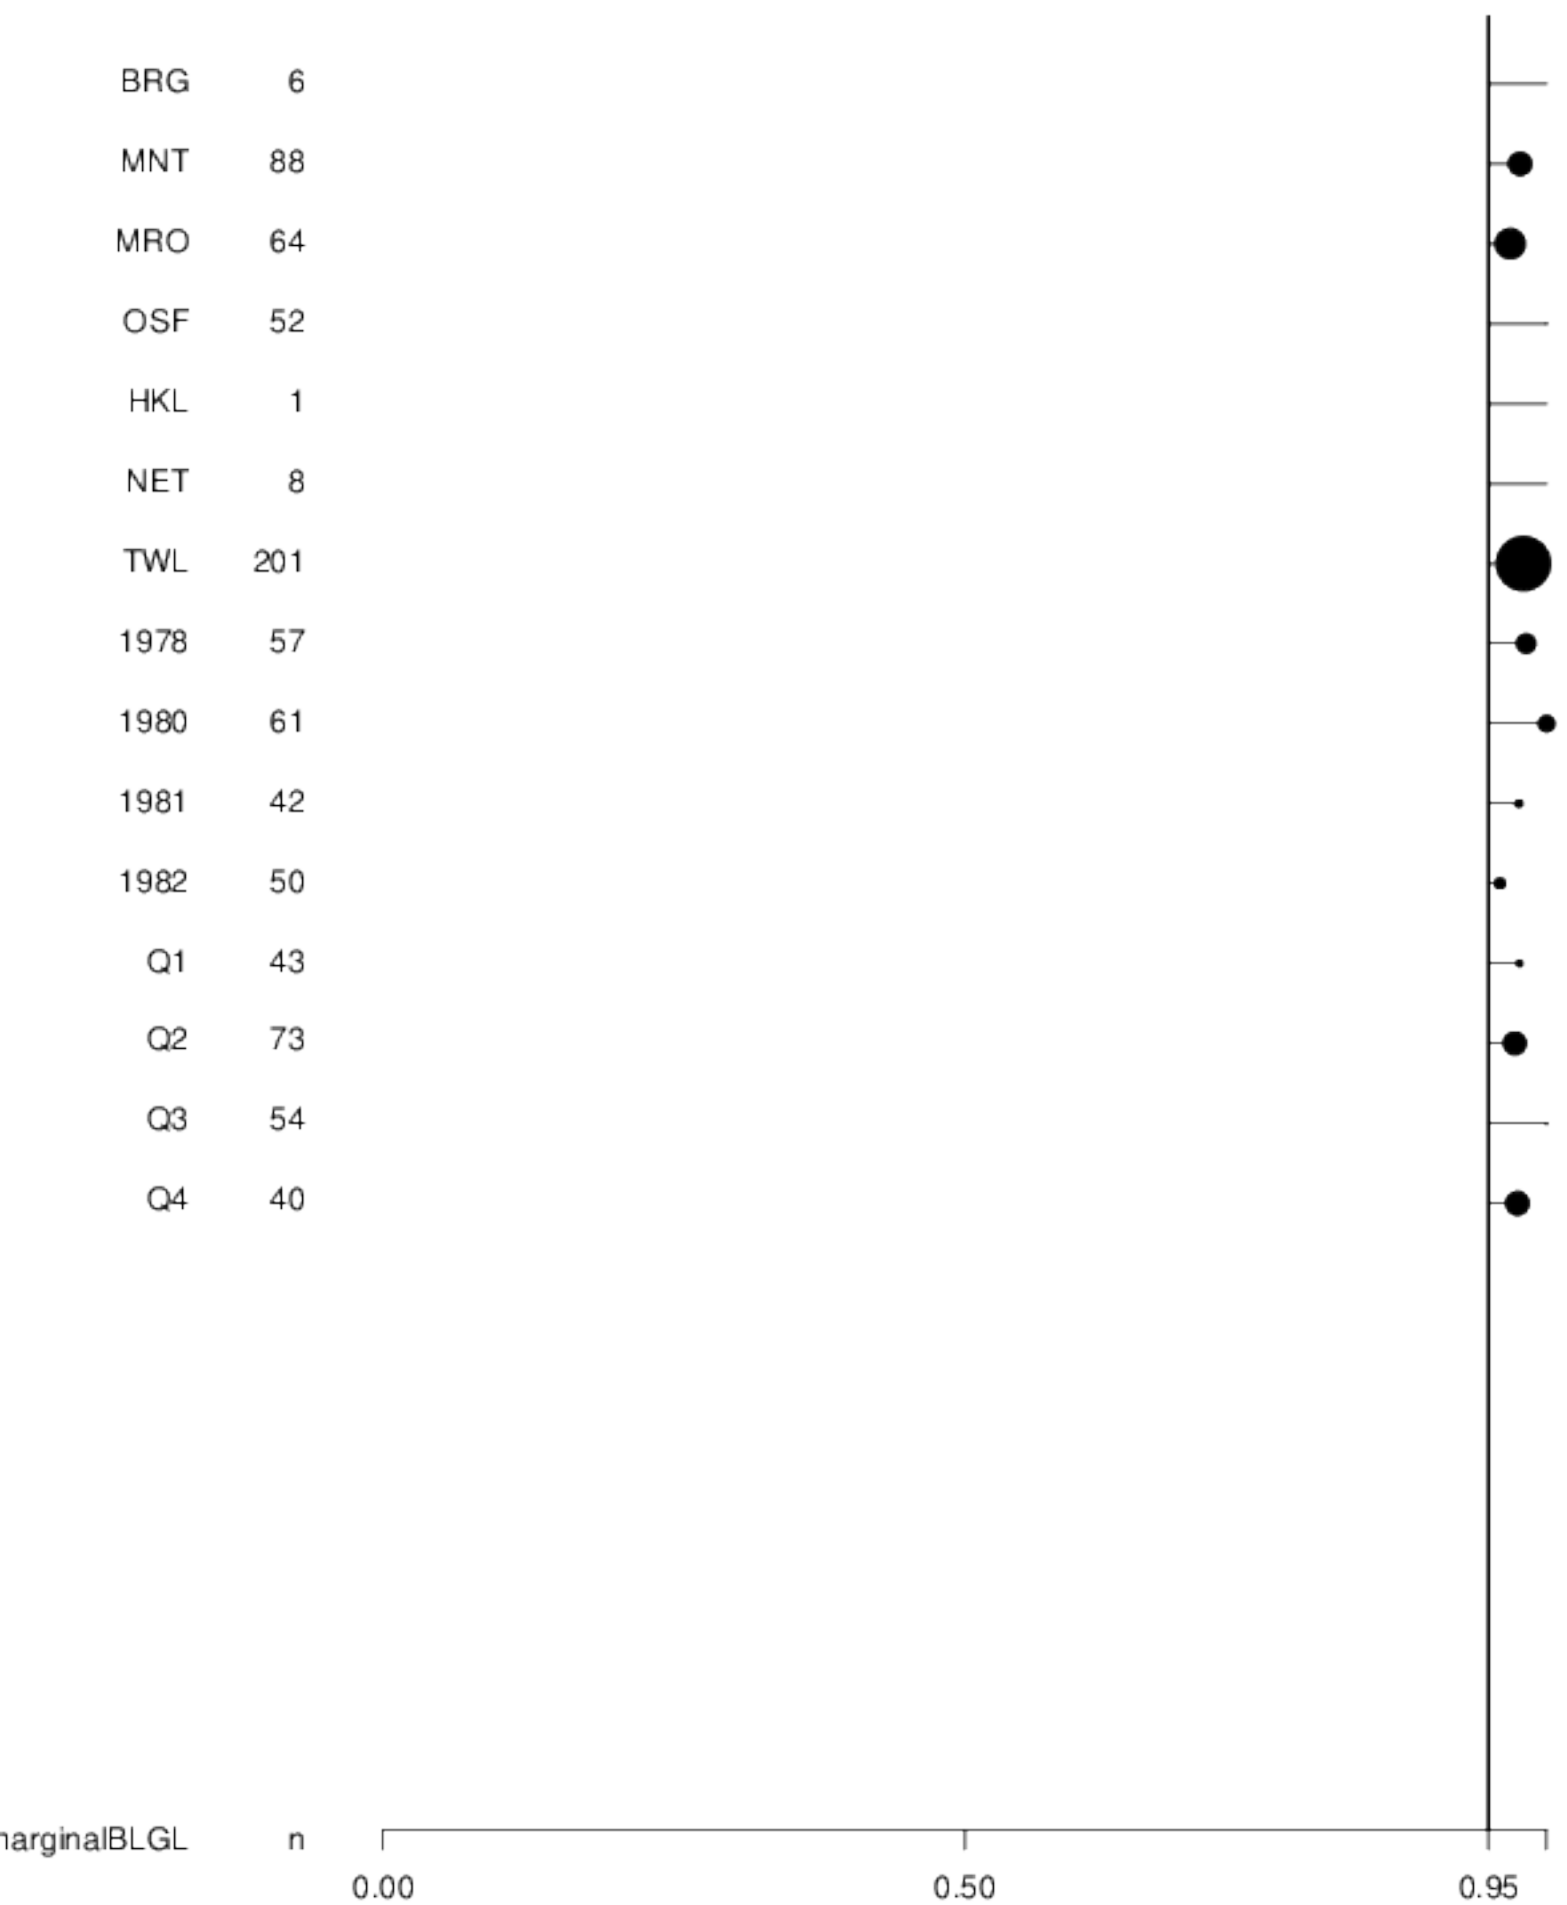 BRG 6
MNT 88
MRO 64
OSF 52
HKL 1
NET 8
TWL 201
1978 57
1980 61
1981 42
1982 50
Q1 43
Q2 73
Q3 54
Q4 40
arginalBLGL n
0.00 0.50 0.95